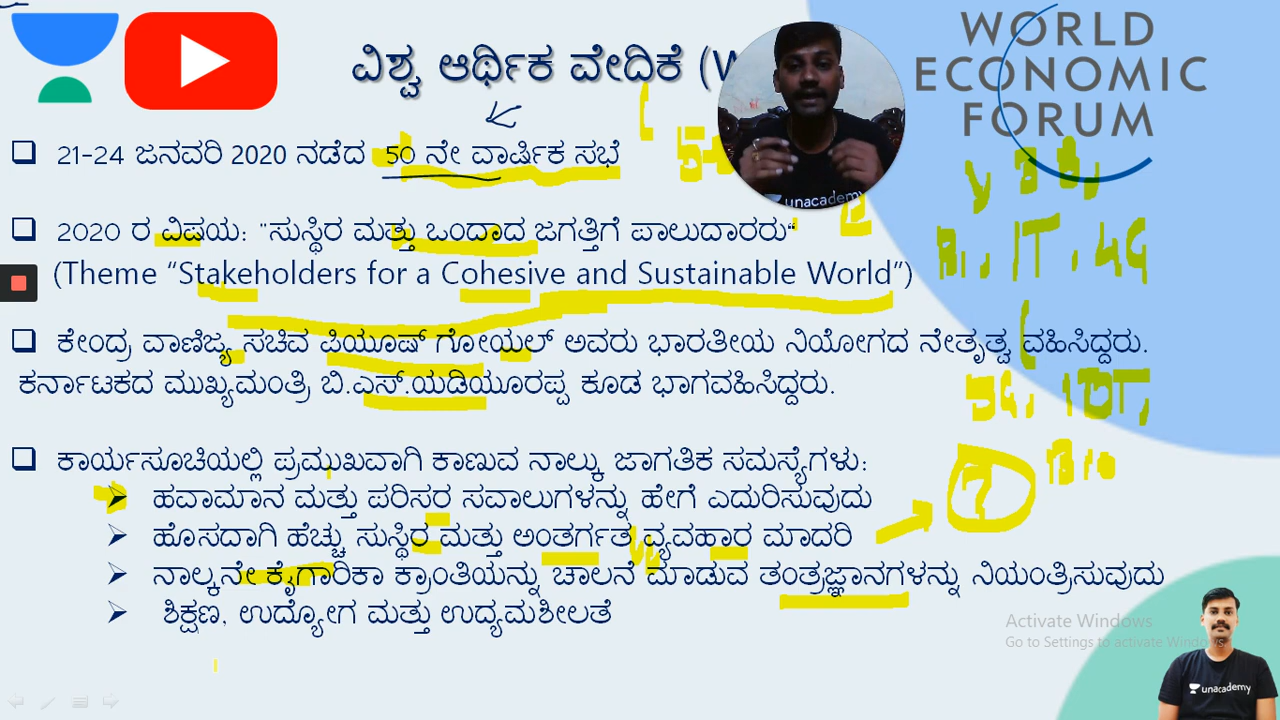 ವಿಶ್ವ ಆರ್ಥಿಕ ವೇದಿಕೆ (W
WORLD
ECONOMIC
FORUM
21-24 ಜನವರಿ 2020 ನಡೆದ 50 ನೇ ವಾರ್ಷಿಕ ಸಭೆ
2020 ರ ವಿಷಯ: "ಸುಸ್ಥಿರ ಮತ್ತು ಒಂದಾದ ಜಗತ್ತಿಗೆ ಪಾಲುದಾರರು“
(Theme “Stakeholders for a Cohesive and Sustainable World”)
ಕೇಂದ್ರ ವಾಣಿಜ್ಯ ಸಚಿವ ಪಿಯೂಷ್ ಗೋಯಲ್ ಅವರು ಭಾರತೀಯ ನಿಯೋಗದ ನೇತೃತ್ವ ವಹಿಸಿದ್ದರು.
ಕರ್ನಾಟಕದ ಮುಖ್ಯಮಂತ್ರಿ ಬಿ.ಎಸ್.ಯಡಿಯೂರಪ್ಪ ಕೂಡ ಭಾಗವಹಿಸಿದ್ದರು.
ಕಾರ್ಯಸೂಚಿಯಲ್ಲಿ ಪ್ರಮುಖವಾಗಿ ಕಾಣುವ ನಾಲ್ಕು ಜಾಗತಿಕ ಸಮಸ್ಯೆಗಳು:
ಹವಾಮಾನ ಮತ್ತು ಪರಿಸರ ಸವಾಲುಗಳನ್ನು ಹೇಗೆ ಎದುರಿಸುವುದು
ಹೊಸದಾಗಿ ಹೆಚ್ಚು ಸುಸ್ಥಿರ ಮತ್ತು ಅಂತರ್ಗತ ವ್ಯವಹಾರ ಮಾದರಿ
ನಾಲ್ಕನೇ ಕೈಗಾರಿಕಾ ಕ್ರಾಂತಿಯನ್ನು ಚಾಲನೆ ಮಾಡುವ ತಂತ್ರಜ್ಞಾನಗಳನ್ನು ನಿಯಂತ್ರಿಸುವುದು
ಶಿಕ್ಷಣ, ಉದ್ಯೋಗ ಮತ್ತು ಉದ್ಯಮಶೀಲತೆ
unacademy
Activate Windows
Go to Settings to activate Windows.
unacademy